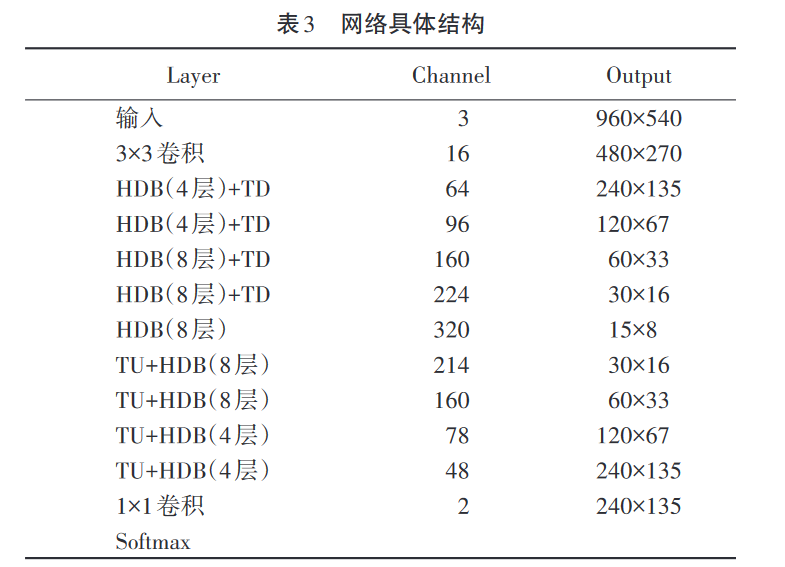 表3 网络具体结构
Layer Channel Output
输入 3 960×540
3×3卷积 16 480×270
HDB(4层)+TD 64 240×135
HDB(4层)+TD 96 120×67
HDB(8层)+TD 160 60×33
HDB(8层)+TD 224 30×16
HDB(8层) 320 15×8
TU+HDB(8层) 214 30×16
TU+HDB(8层) 160 60×33
TU+HDB(4层) 78 120×67
TU+HDB(4层) 48 240×135
1×1卷积 2 240×135
Softmax